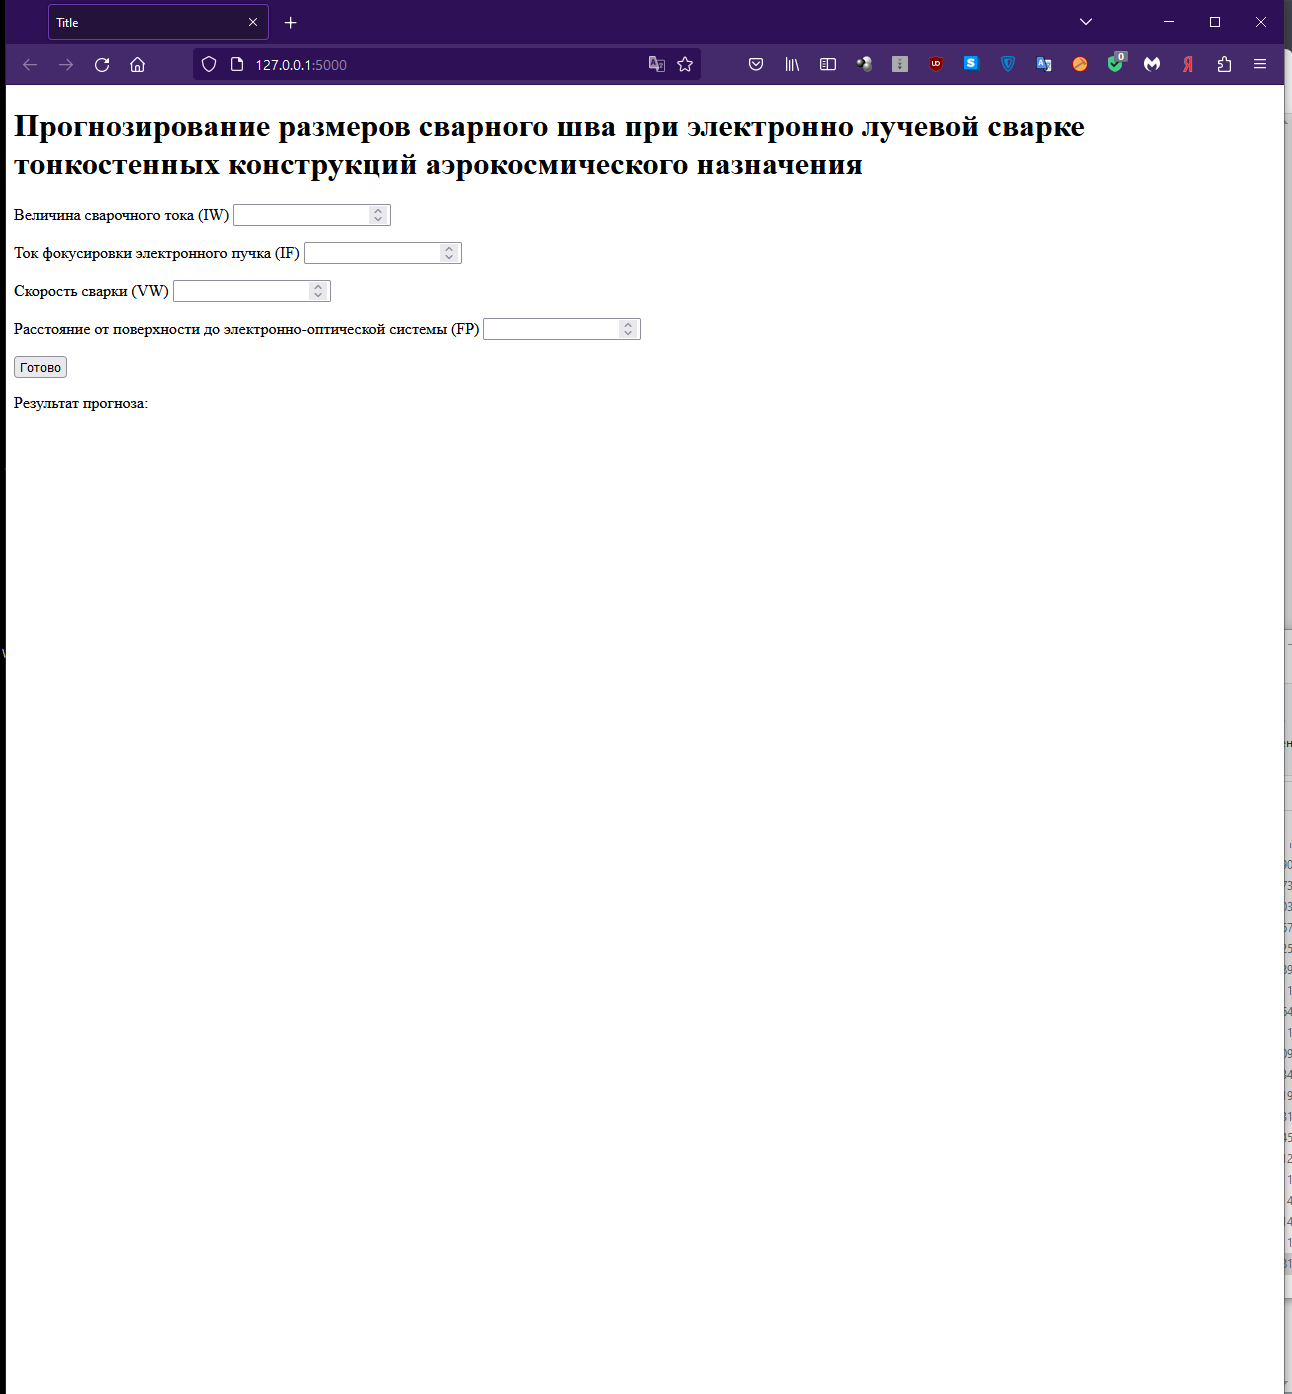 Title
127.0.0.1:5000
0
Прогнозирование размеров сварного шва при электронно лучевой сварке
тонкостенных конструкций аэрокосмического назначения
Величина сварочного тока (IW)
Ток фокусировки электронного пучка (IF)
Скорость сварки (VW)
Расстояние от поверхности до электронно-оптической системы (FP)
Готово
Результат прогноза: